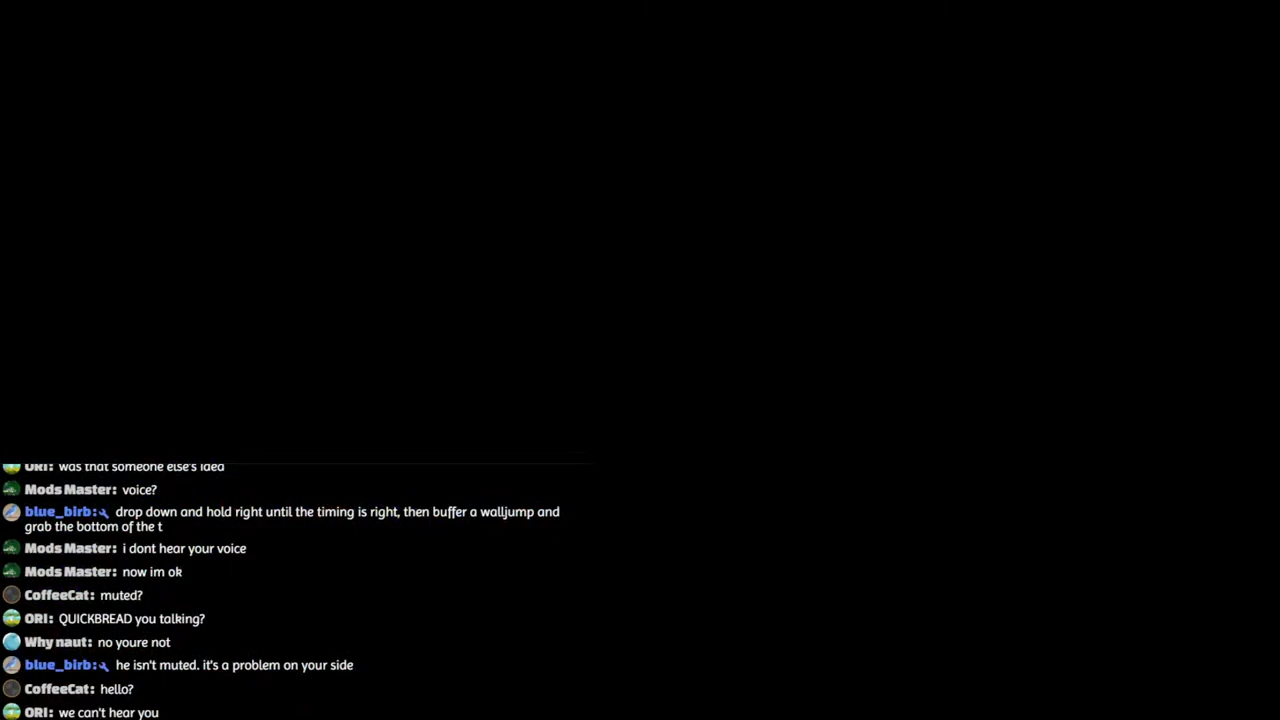 ORI: was that someone else's idea
Mods Master: voice?
blue_birb: drop down and hold right until the timing is right, then buffer a walljump and
grab the bottom of the t
Mods Master: i dont hear your voice
Mods Master: now im ok
CoffeeCat: muted?
ORI: QUICKBREAD you talking?
Why naut: no youre not
blue_birb: he isn't muted. it's a problem on your side
CoffeeCat: hello?
ORI: we can't hear you